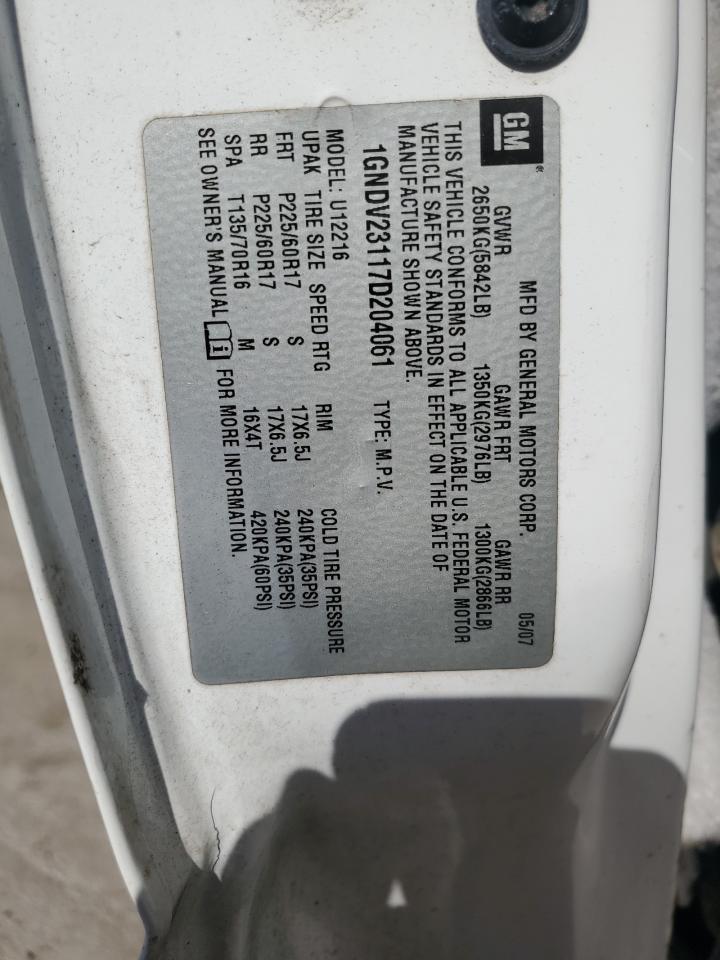 GM
MFD BY GENERAL MOTORS CORP. 05/07
GVWR GAWR FRT GAWR RR
2650KG(5842LB) 1350KG(2976LB) 1300KG(2866LB)
THIS VEHICLE CONFORMS TO ALL APPLICABLE U.S. FEDERAL MOTOR
VEHICLE SAFETY STANDARDS IN EFFECT ON THE DATE OF
MANUFACTURE SHOWN ABOVE.
1GNDV23117D204061 TYPE: M.P.V.
MODEL: U12216
UPAK TIRE SIZE SPEED RTG RIM COLD TIRE PRESSURE
FRT P225/60R17 S 17X6.5J 240KPA(35PSI)
RR P225/60R17 S 17X6.5J 240KPA(35PSI)
SPA T135/70R16 M 16X4T 420KPA(60PSI)
SEE OWNER'S MANUAL i FOR MORE INFORMATION.